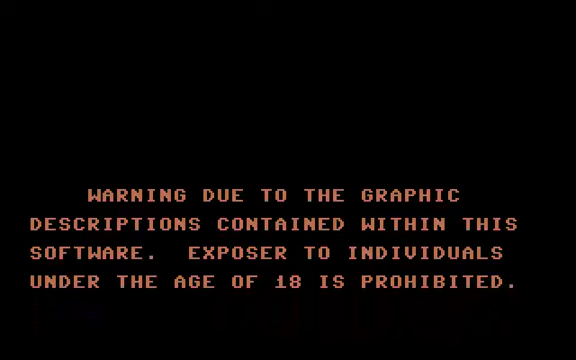 WARNING DUE TO THE GRAPHIC
DESCRIPTIONS CONTAINED WITHIN THIS
SOFTWARE. EXPOSER TO INDIVIDUALS
UNDER THE AGE OF 18 IS PROHIBITED.